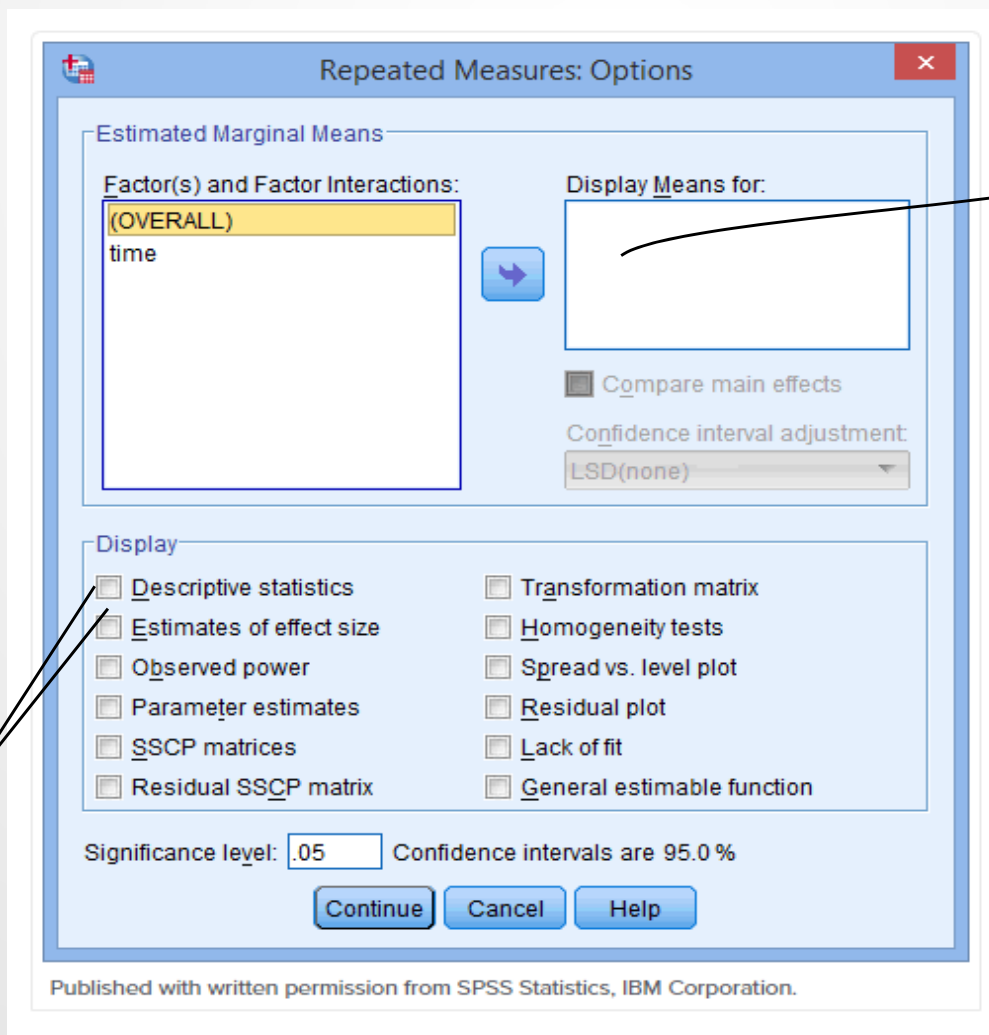 Repeated Measures: Options
Estimated Marginal Means
Factor(s) and Factor Interactions:
(OVERALL)
time
Display Means for:
Compare main effects
Confidence interval adjustment:
LSD(none)
Display
Descriptive statistics
Estimates of effect size
Observed power
Parameter estimates
SSCP matrices
Residual SSCP matrix
Transformation matrix
Homogeneity tests
Spread vs. level plot
Residual plot
Lack of fit
General estimable function
Significance level: .05 Confidence intervals are 95.0 %
Continue Cancel Help
Published with written permission from SPSS Statistics, IBM Corporation.